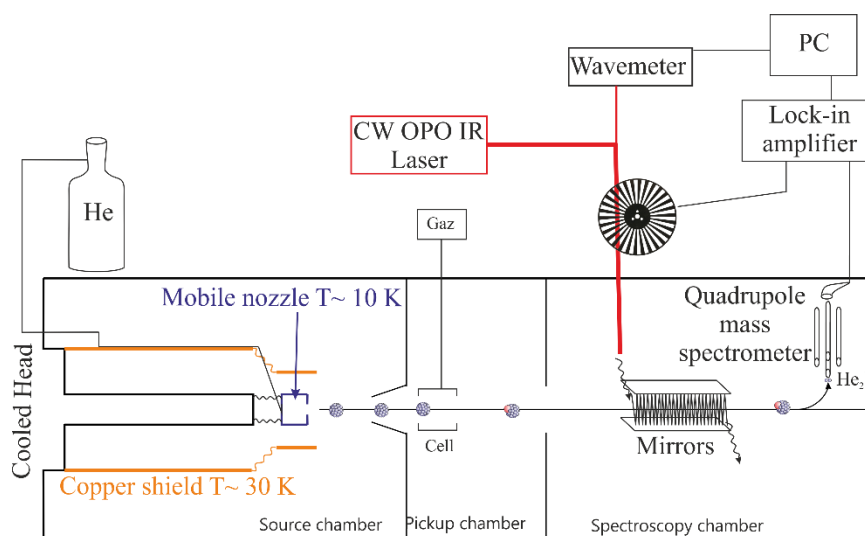 PC
Wavemeter
Lock-in
amplifier
CW OPO IR
Laser
He
Gaz
Mobile nozzle T~ 10 K
Quadrupole
mass
spectrometer
He₂
Cooled Head
Cell
Mirrors
Copper shield T~ 30 K
Source chamber
Pickup chamber
Spectroscopy chamber